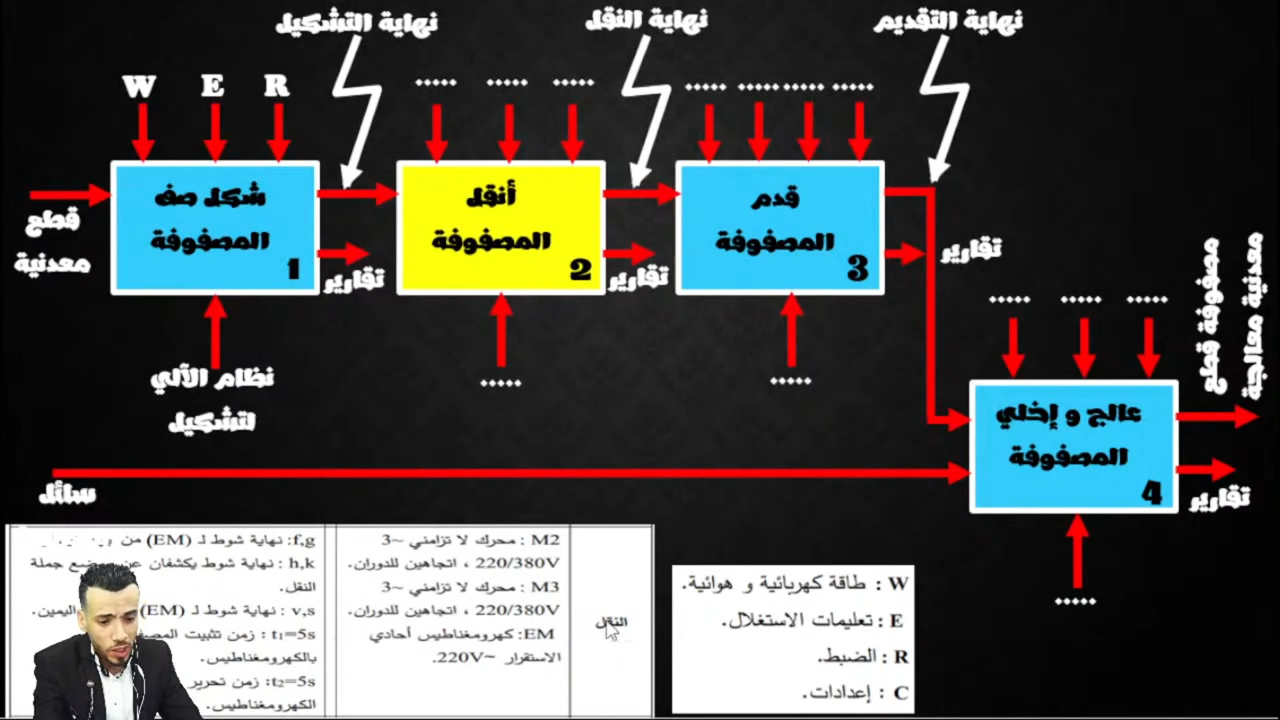 نهاية التشكيل
نهاية النقل
نهاية التقديم
W E R
.....
.....
.....
.....
.....
.....
.....
شكل صف
المصفوفة
1
أنقل
المصفوفة
2
قدم
المصفوفة
3
قطع
معدنية
تقارير
تقارير
تقارير
نظام الآلي
لتشكيل
.....
.....
.....
.....
.....
مصفوفة قطع
معدنية معالجة
عالج و إخلي
المصفوفة
4
تقارير
سائل
.....
النقل
M2 : محرك لا تزامني ~3
220/380V ، اتجاهين للدوران.
M3 : محرك لا تزامني ~3
220/380V ، اتجاهين للدوران.
EM: كهرومغناطيس أحادي
الاستقرار ~220V.
f,g: نهاية شوط لـ (EM) من
h,k : نهاية شوط يكشفان جملة
النقل.
v,s : نهاية شوط لـ (EM) اليمين.
t1=5s : زمن تثبيت
بالكهرومغناطيس.
t2=5s: زمن تحرير
الكهرومغناطيس.
W : طاقة كهربائية و هوائية.
E : تعليمات الاستغلال.
R : الضبط.
C : إعدادات.